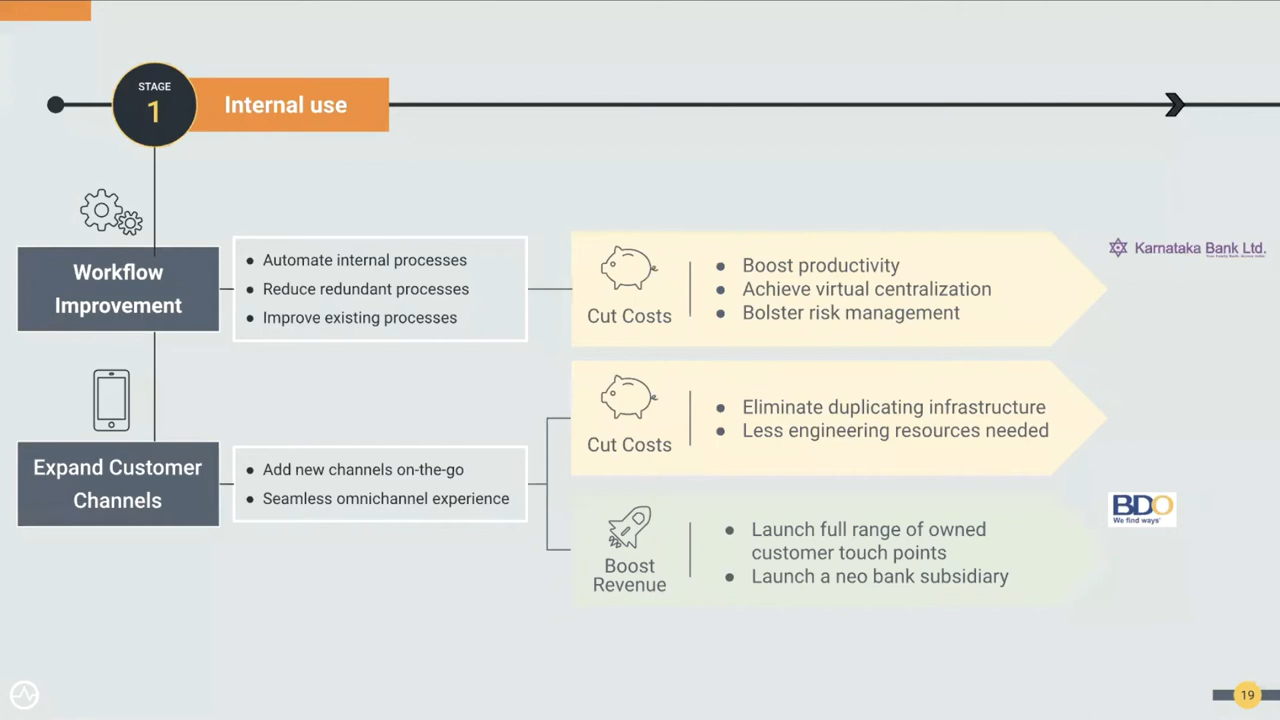 STAGE
1
Internal use
Workflow
Improvement
● Automate internal processes
● Reduce redundant processes
● Improve existing processes
Cut Costs
● Boost productivity
● Achieve virtual centralization
● Bolster risk management
Karnataka Bank Ltd.
Expand Customer
Channels
● Add new channels on-the-go
● Seamless omnichannel experience
Cut Costs
● Eliminate duplicating infrastructure
● Less engineering resources needed
Boost
Revenue
● Launch full range of owned
customer touch points
● Launch a neo bank subsidiary
BDO
We find ways
19